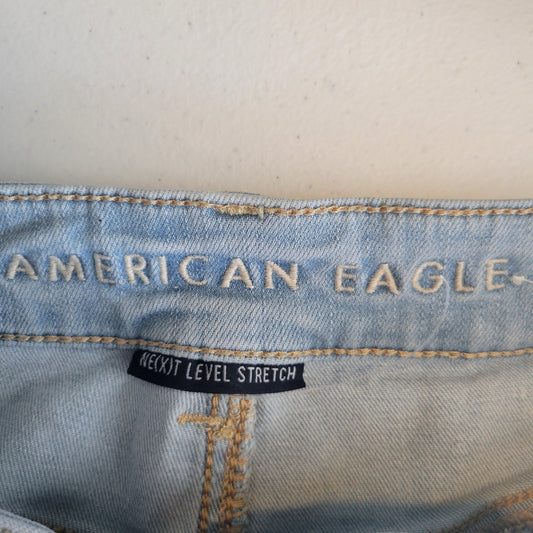 AMERICAN EAGLE
NE(X)T LEVEL STRETCH